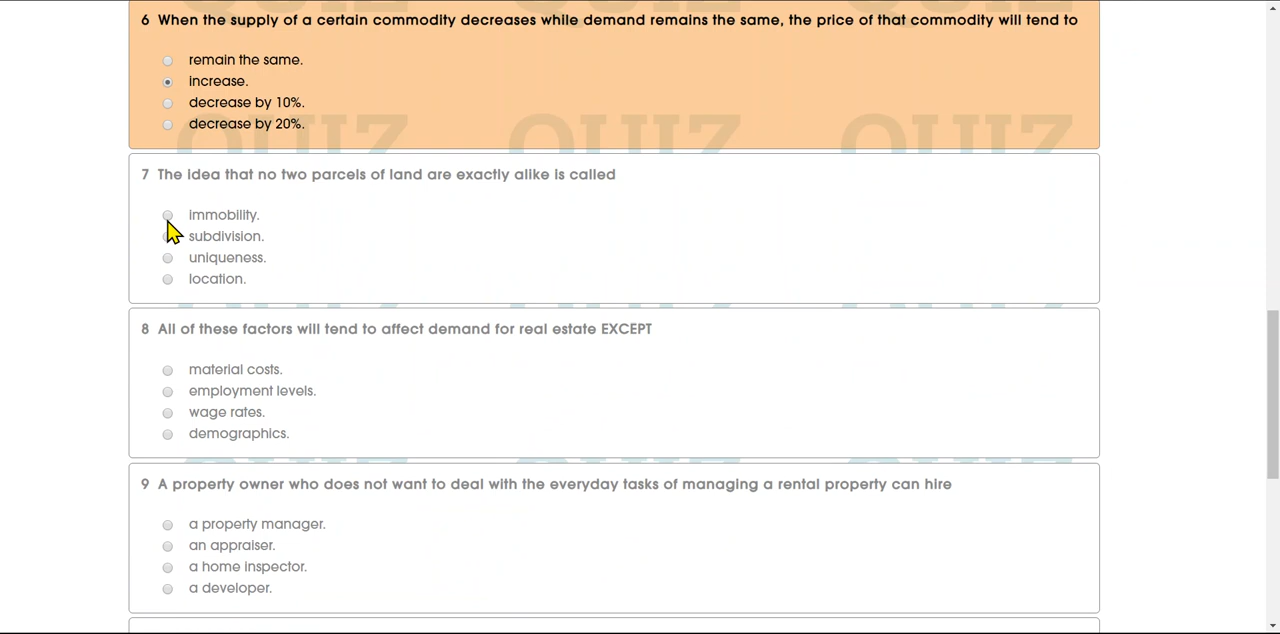 6 When the supply of a certain commodity decreases while demand remains the same, the price of that commodity will tend to
remain the same.
increase.
decrease by 10%.
decrease by 20%.
QUIZ QUIZ QUIZ
7 The idea that no two parcels of land are exactly alike is called
immobility.
subdivision.
uniqueness.
location.
8 All of these factors will tend to affect demand for real estate EXCEPT
material costs.
employment levels.
wage rates.
demographics.
9 A property owner who does not want to deal with the everyday tasks of managing a rental property can hire
a property manager.
an appraiser.
a home inspector.
a developer.